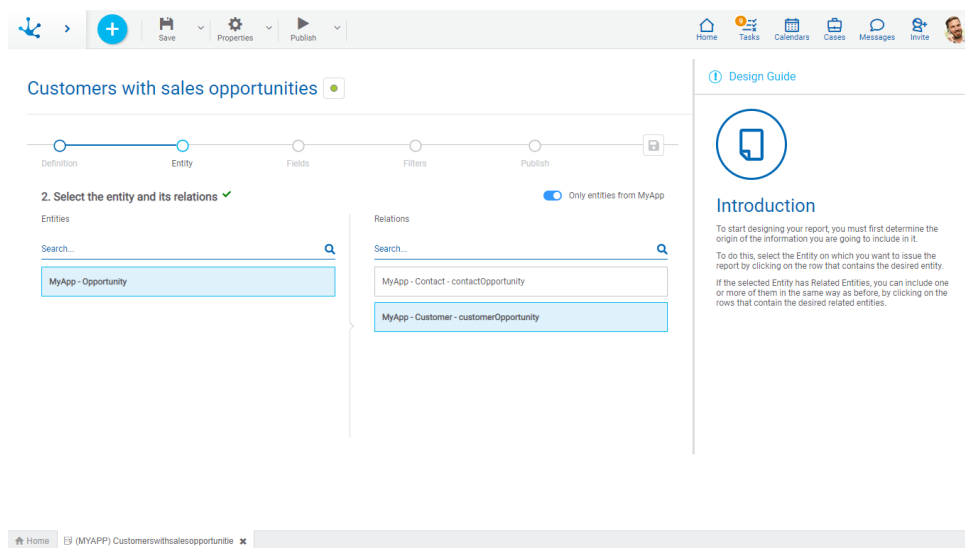 Save
Properties
Publish
Home
9
Tasks
Calendars
Cases
Messages
Invite
Customers with sales opportunities
Design Guide
Definition
Entity
Fields
Filters
Publish
2. Select the entity and its relations
Only entities from MyApp
Entities
Relations
Search...
Search...
MyApp - Opportunity
MyApp - Contact - contactOpportunity
MyApp - Customer - customerOpportunity
Introduction
To start designing your report, you must first determine the
origin of the information you are going to include in it.
To do this, select the Entity on which you want to issue the
report by clicking on the row that contains the desired entity.
If the selected Entity has Related Entities, you can include one
or more of them in the same way as before, by clicking on the
rows that contain the desired related entities.
Home
(MYAPP) Customerswithsalesopportunitie